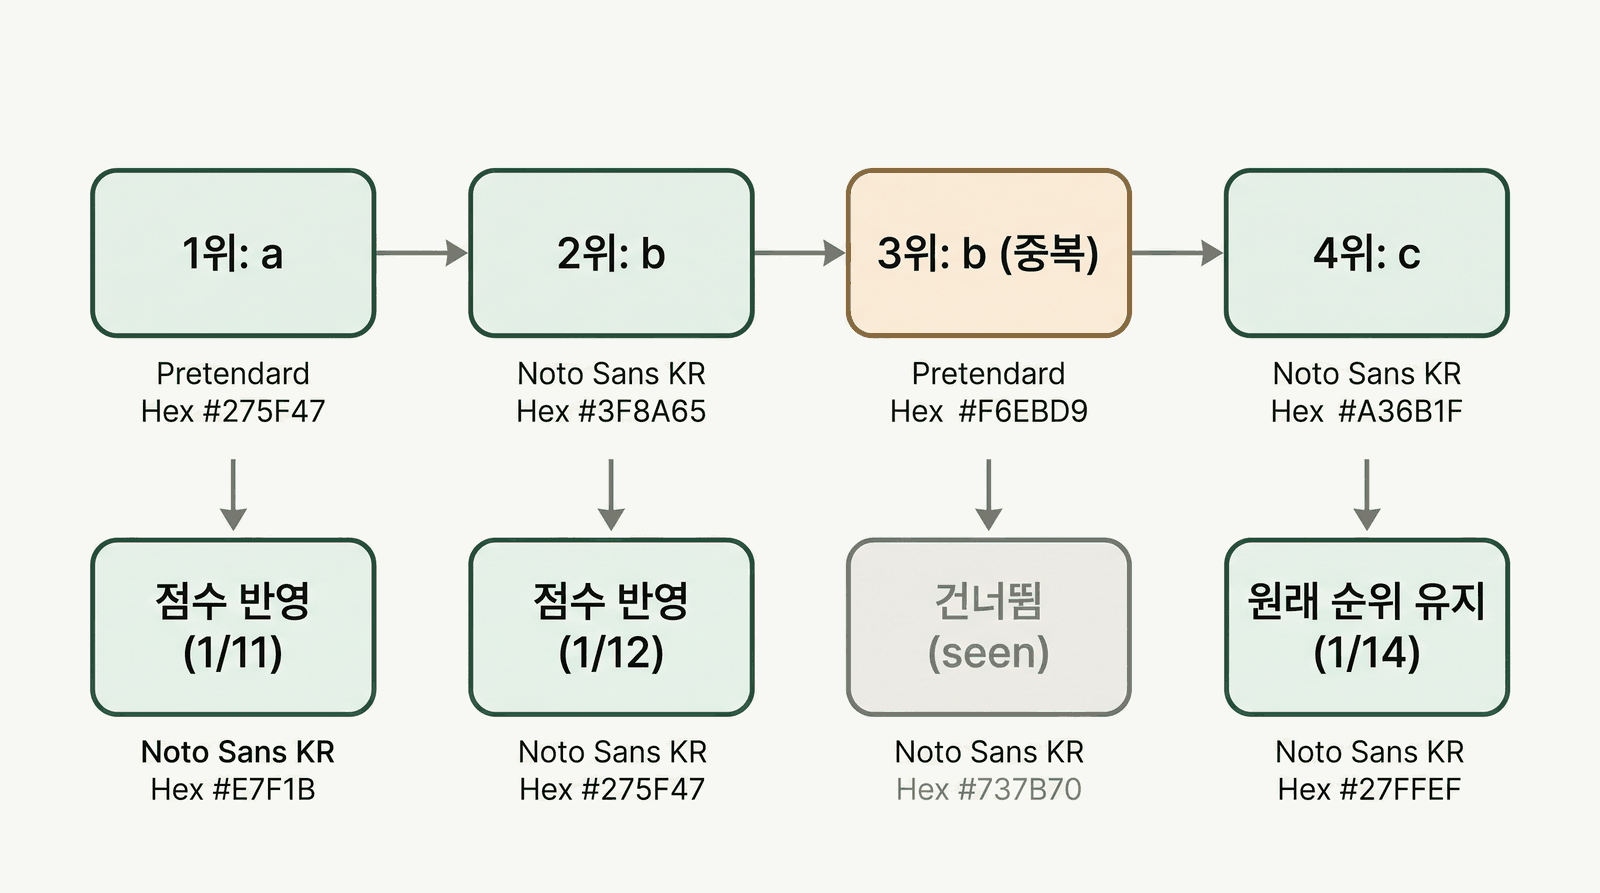 1위: a
2위: b
3위: b (중복)
4위: c
Pretendard
Hex #275F47
Noto Sans KR
Hex #3F8A65
Pretendard
Hex #F6EBD9
Noto Sans KR
Hex #A36B1F
점수 반영
(1/11)
점수 반영
(1/12)
건너뜀
(seen)
원래 순위 유지
(1/14)
Noto Sans KR
Hex #E7F1B
Noto Sans KR
Hex #275F47
Noto Sans KR
Hex #737B70
Noto Sans KR
Hex #27FFEF